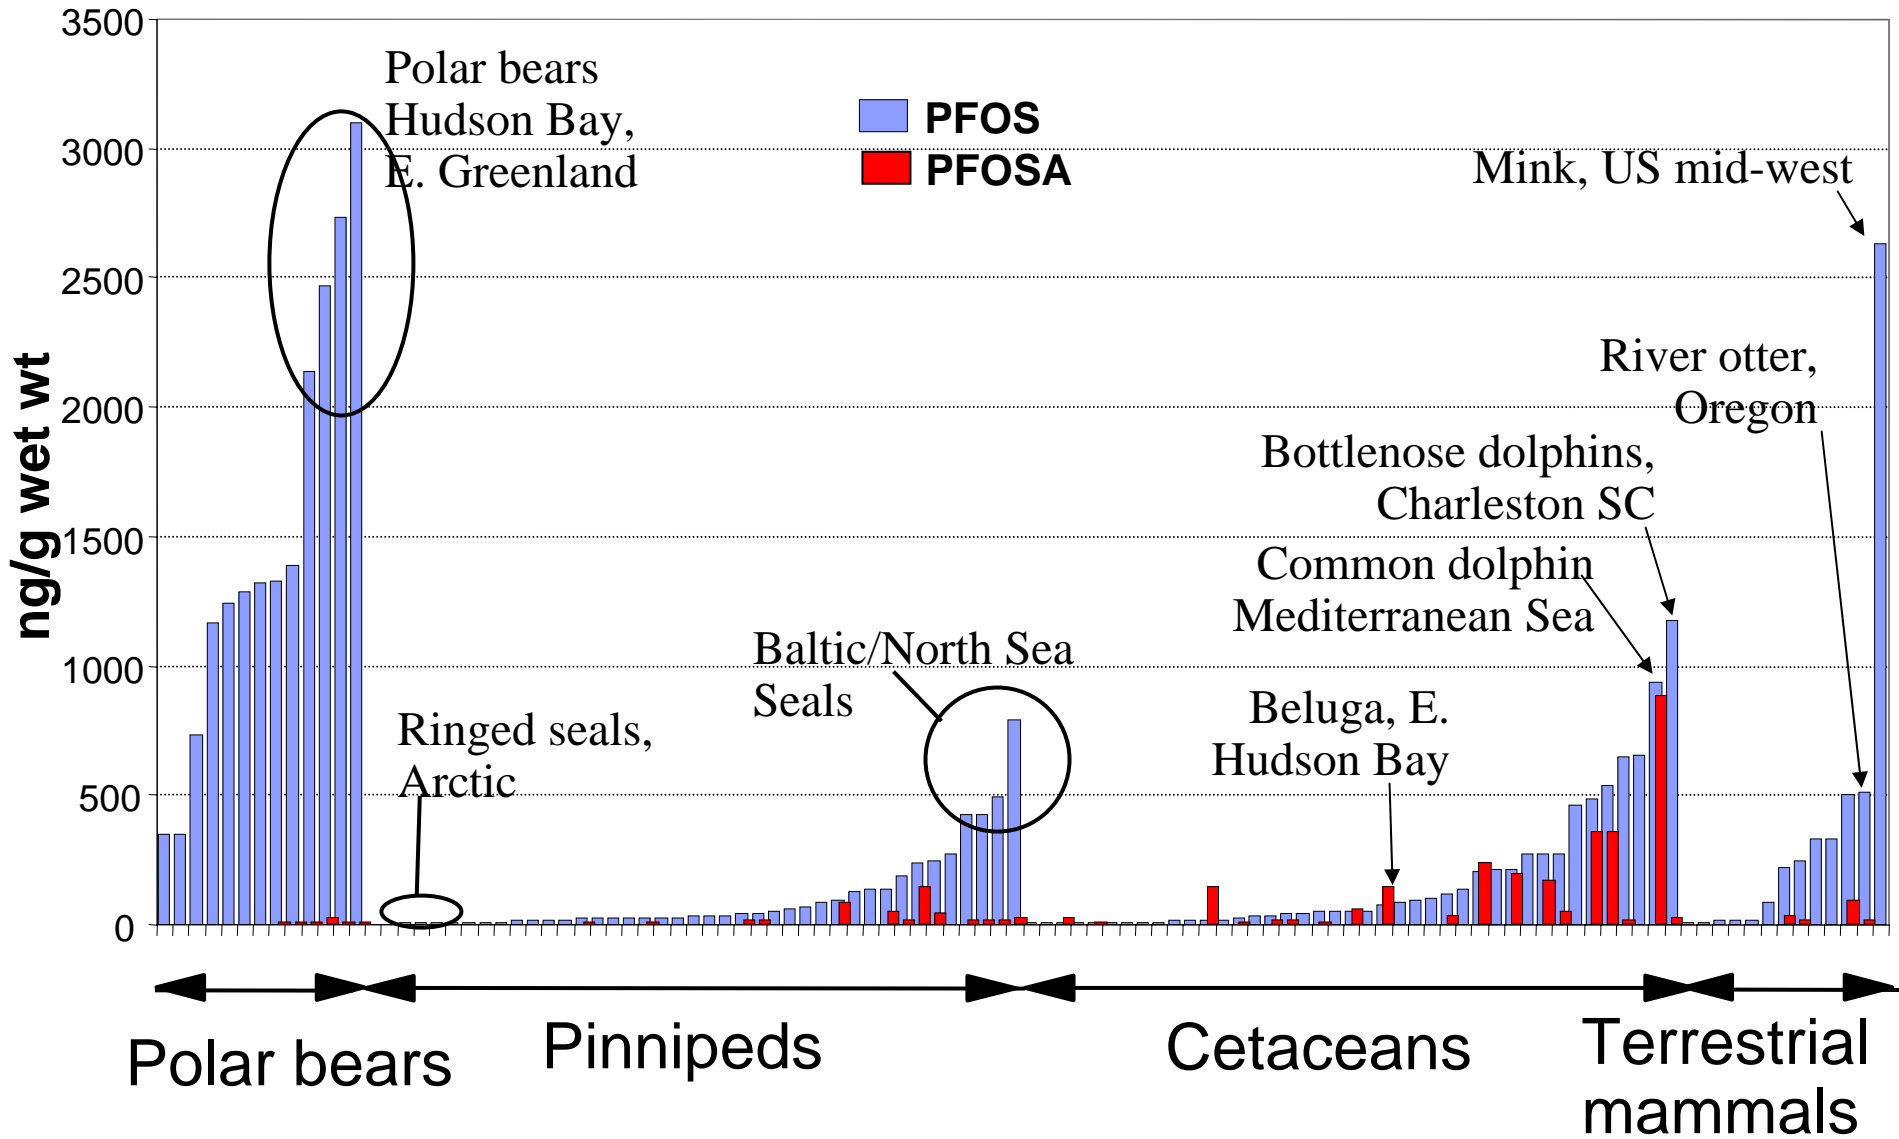 3500
3000
2500
2000
1500
1000
500
0
ng/g wet wt
Polar bears
Hudson Bay,
E. Greenland
PFOS
PFOSA
Mink, US mid-west
River otter,
Oregon
Bottlenose dolphins,
Charleston SC
Common dolphin
Mediterranean Sea
Baltic/North Sea
Seals
Beluga, E.
Hudson Bay
Ringed seals,
Arctic
Polar bears
Pinnipeds
Cetaceans
Terrestrial
mammals